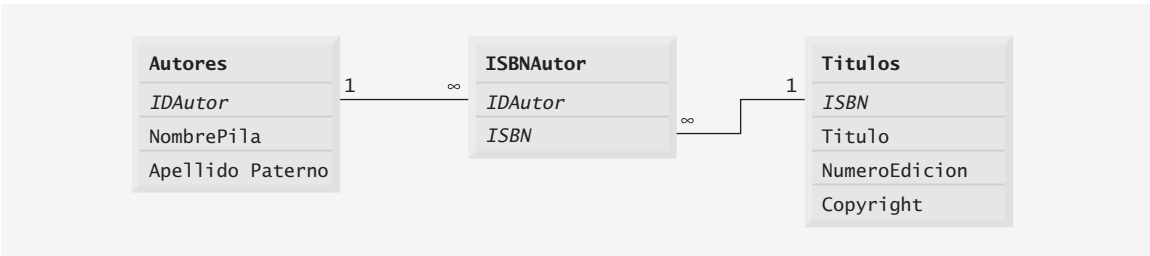 Autores
IDAutor
NombrePila
Apellido Paterno
1
∞
ISBNAutor
IDAutor
ISBN
∞
1
Titulos
ISBN
Titulo
NumeroEdicion
Copyright